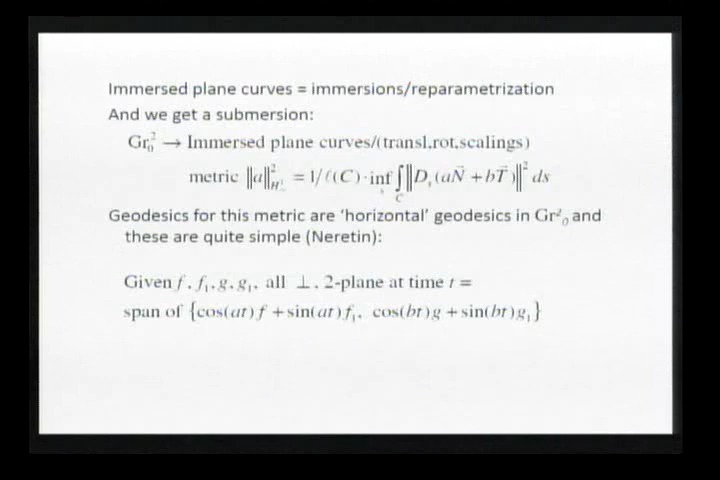 Immersed plane curves = immersions/reparametrization
And we get a submersion:
Gr₀² → Immersed plane curves/(transl,rot,scalings)
metric ‖a‖²_H¹ = 1/ℓ(C)·inf ∫_C ‖D_s(aN⃗ + bT⃗)‖² ds
Geodesics for this metric are ‘horizontal’ geodesics in Gr²₀ and
these are quite simple (Neretin):
Given f, f₁, g, g₁, all ⊥, 2-plane at time t =
span of {cos(at)f + sin(at)f₁, cos(bt)g + sin(bt)g₁}